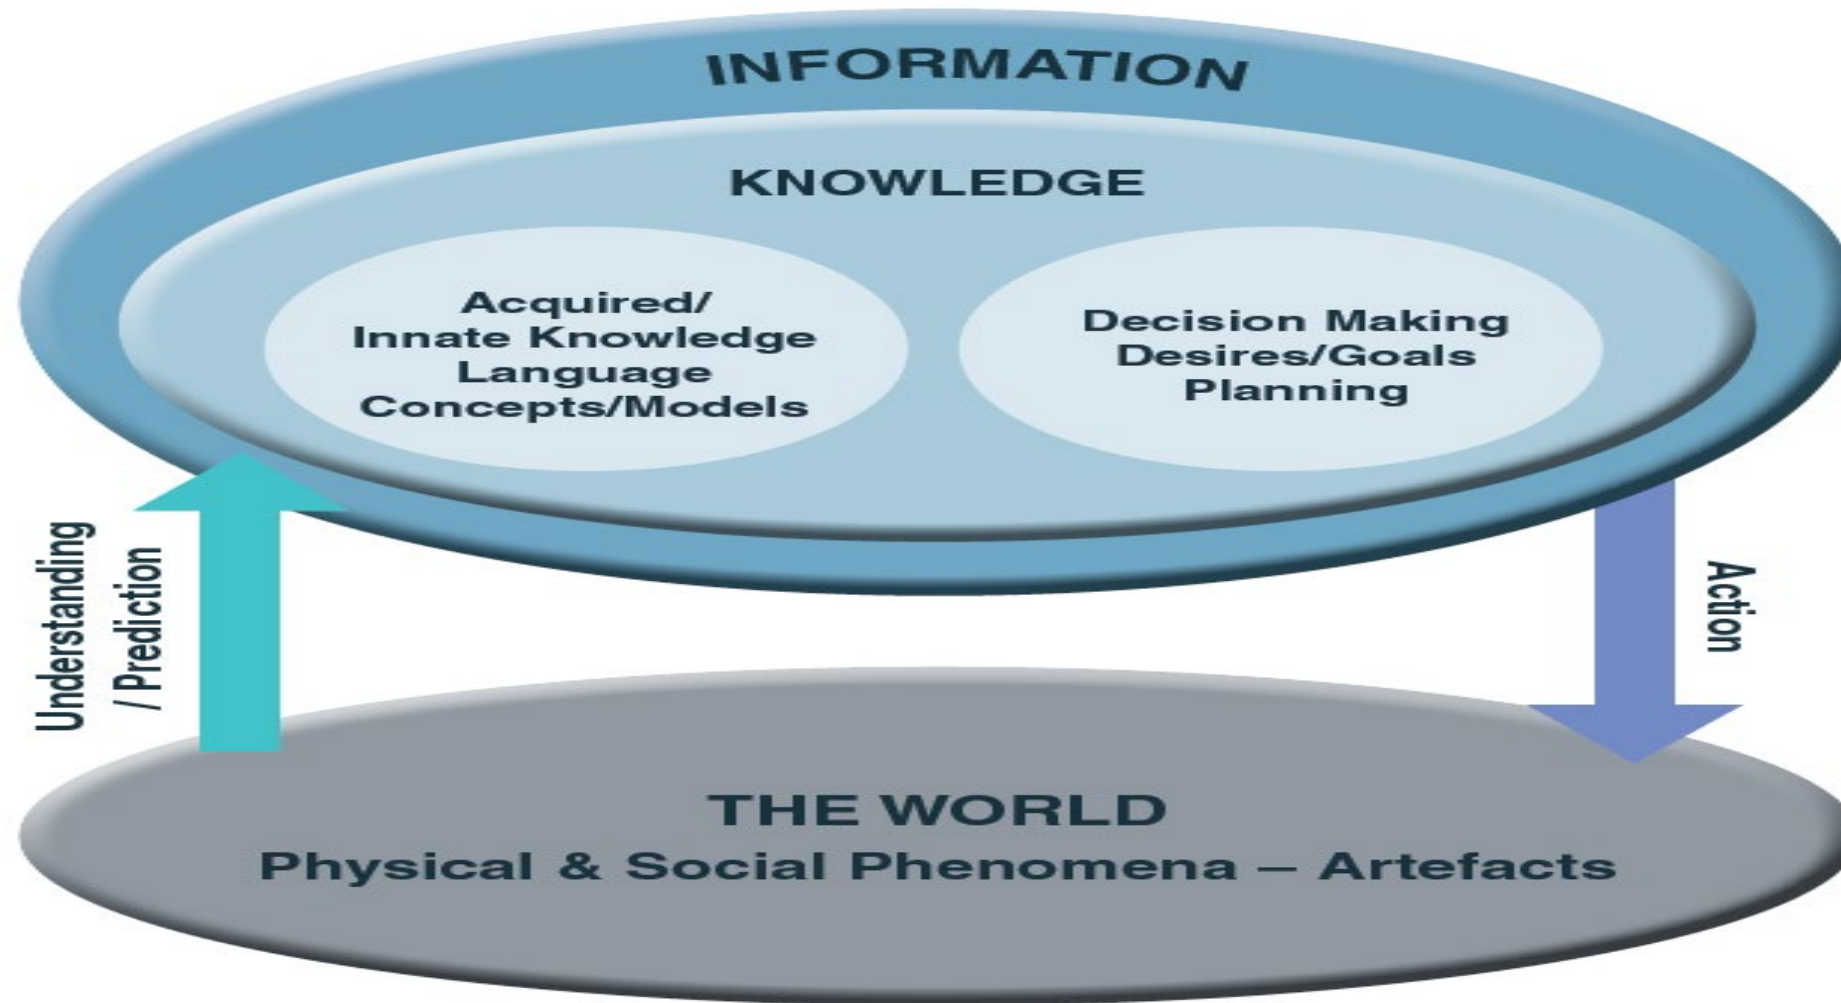 INFORMATION
KNOWLEDGE
Acquired/
Innate Knowledge
Language
Concepts/Models
Decision Making
Desires/Goals
Planning
Understanding
/ Prediction
Action
THE WORLD
Physical & Social Phenomena – Artefacts